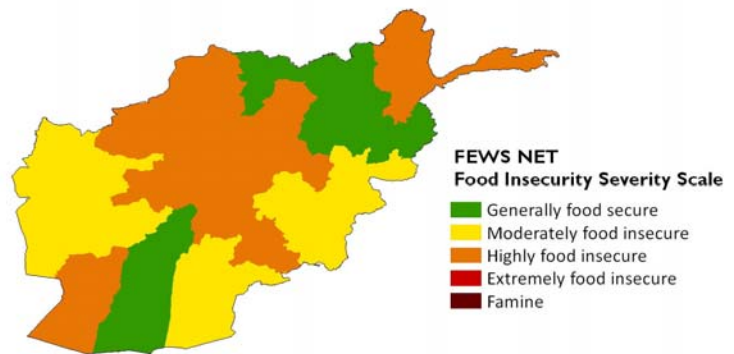 FEWS NET
Food Insecurity Severity Scale
Generally food secure
Moderately food insecure
Highly food insecure
Extremely food insecure
Famine